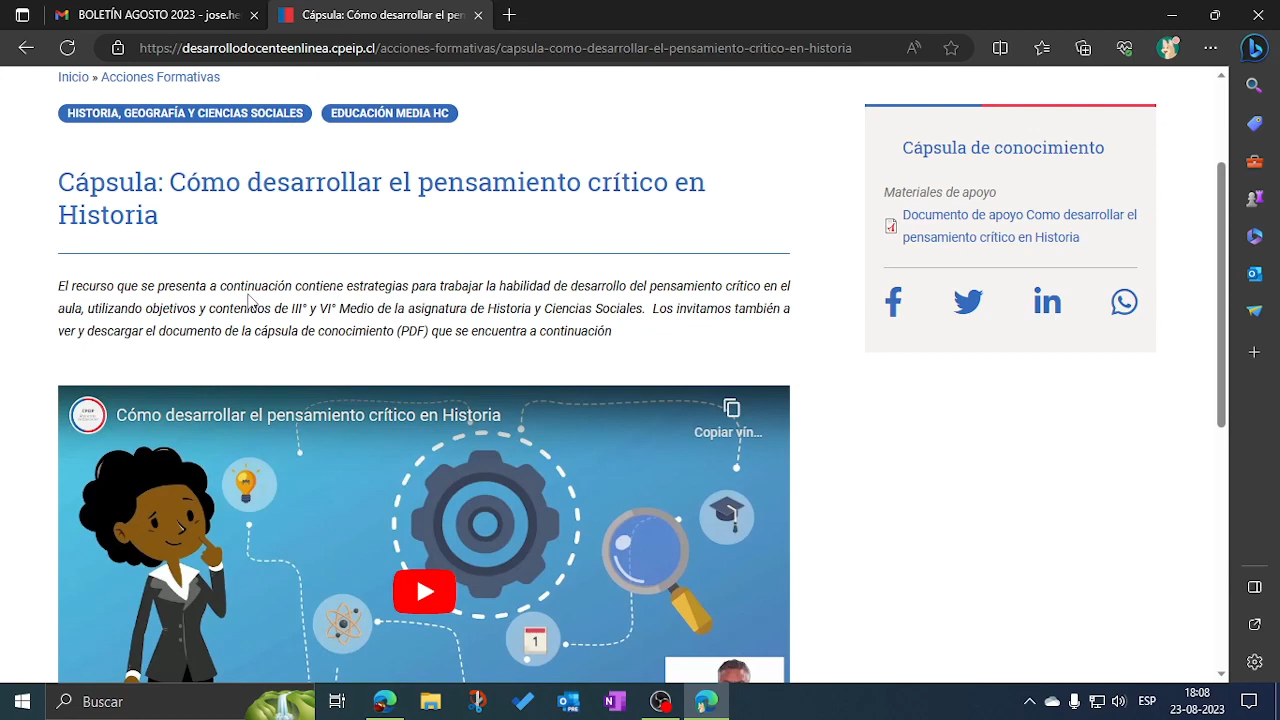 BOLETÍN AGOSTO 2023 - jose.he
Cápsula: Cómo desarrollar el pen
https://desarrollodocenteenlinea.cpeip.cl/acciones-formativas/capsula-como-desarrollar-el-pensamiento-critico-en-historia
Inicio » Acciones Formativas
HISTORIA, GEOGRAFÍA Y CIENCIAS SOCIALES EDUCACIÓN MEDIA HC
Cápsula: Cómo desarrollar el pensamiento crítico en
Historia
El recurso que se presenta a continuación contiene estrategias para trabajar la habilidad de desarrollo del pensamiento crítico en el
aula, utilizando objetivos y contenidos de III° y VI° Medio de la asignatura de Historia y Ciencias Sociales. Los invitamos también a
ver y descargar el documento de la cápsula de conocimiento (PDF) que se encuentra a continuación
Cápsula de conocimiento
Materiales de apoyo
Documento de apoyo Como desarrollar el
pensamiento crítico en Historia
CPEIP
Cómo desarrollar el pensamiento crítico en Historia
Copiar vín...
1
Buscar
ESP
18:08
23-08-2023